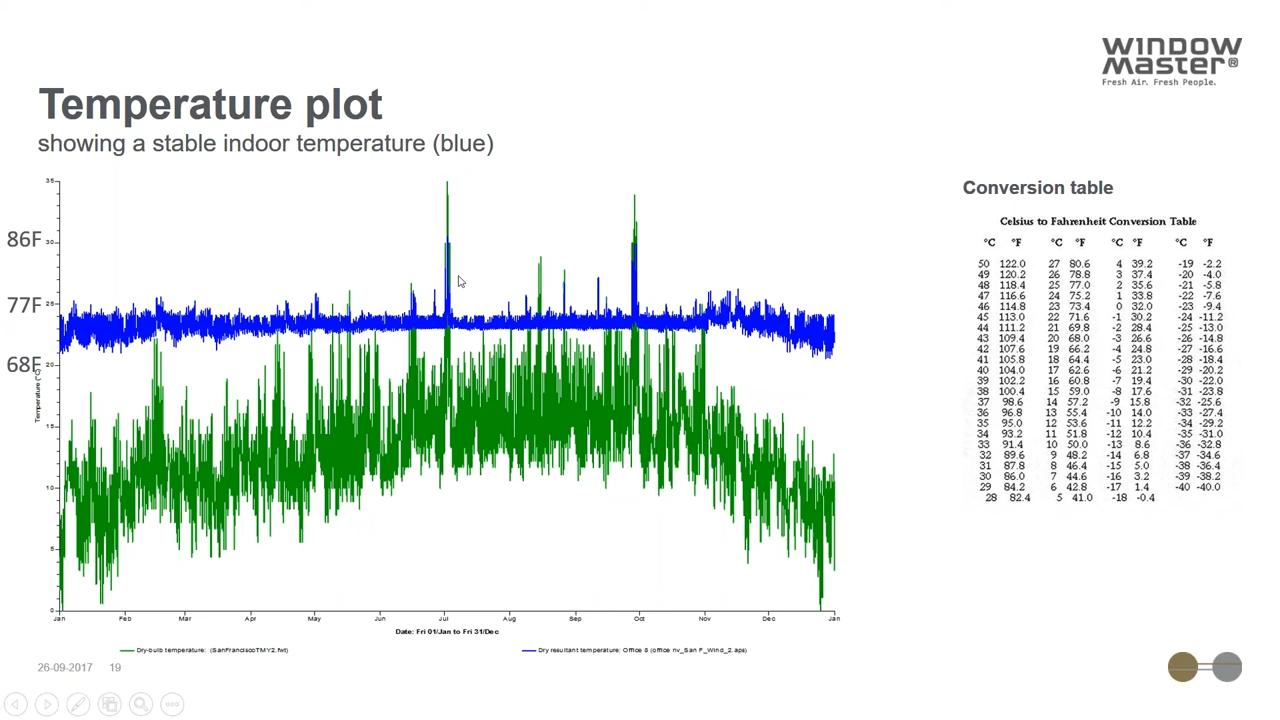 WINDOW
Master®
Fresh Air. Fresh People.
Temperature plot
showing a stable indoor temperature (blue)
35
86F 30
77F 25
68F 20
15
10
5
0
Temperature (°C)
Jan Feb Mar Apr May Jun Jul Aug Sep Oct Nov Dec Jan
Date: Fri 01/Jan to Fri 31/Dec
Dry-bulb temperature: (SanFranciscoTMY2.fwt) Dry resultant temperature: Office 8 (office nv_San F_Wind_2.aps)
Conversion table
Celsius to Fahrenheit Conversion Table
°C °F °C °F °C °F °C °F
50 122.0 27 80.6 4 39.2 -19 -2.2
49 120.2 26 78.8 3 37.4 -20 -4.0
48 118.4 25 77.0 2 35.6 -21 -5.8
47 116.6 24 75.2 1 33.8 -22 -7.6
46 114.8 23 73.4 0 32.0 -23 -9.4
45 113.0 22 71.6 -1 30.2 -24 -11.2
44 111.2 21 69.8 -2 28.4 -25 -13.0
43 109.4 20 68.0 -3 26.6 -26 -14.8
42 107.6 19 66.2 -4 24.8 -27 -16.6
41 105.8 18 64.4 -5 23.0 -28 -18.4
40 104.0 17 62.6 -6 21.2 -29 -20.2
39 102.2 16 60.8 -7 19.4 -30 -22.0
38 100.4 15 59.0 -8 17.6 -31 -23.8
37 98.6 14 57.2 -9 15.8 -32 -25.6
36 96.8 13 55.4 -10 14.0 -33 -27.4
35 95.0 12 53.6 -11 12.2 -34 -29.2
34 93.2 11 51.8 -12 10.4 -35 -31.0
33 91.4 10 50.0 -13 8.6 -36 -32.8
32 89.6 9 48.2 -14 6.8 -37 -34.6
31 87.8 8 46.4 -15 5.0 -38 -36.4
30 86.0 7 44.6 -16 3.2 -39 -38.2
29 84.2 6 42.8 -17 1.4 -40 -40.0
28 82.4 5 41.0 -18 -0.4
26-09-2017 19